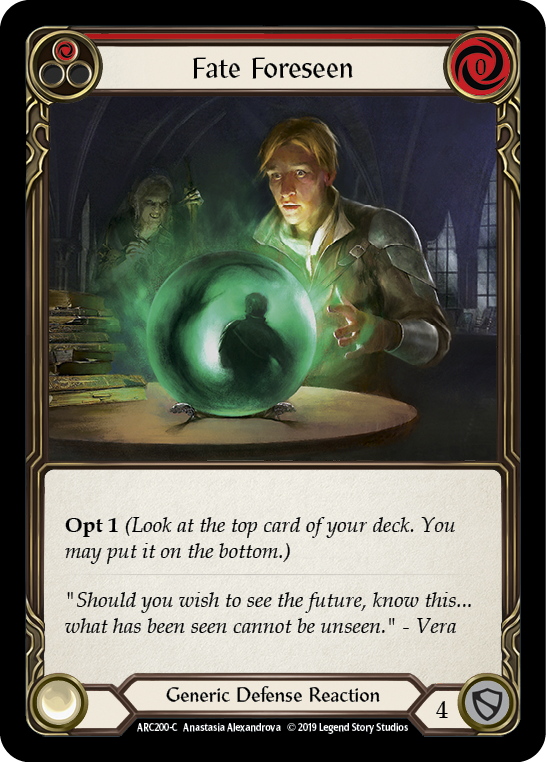 Fate Foreseen
0
Opt 1 (Look at the top card of your deck. You
may put it on the bottom.)
"Should you wish to see the future, know this...
what has been seen cannot be unseen." - Vera
Generic Defense Reaction
4
ARC200-C Anastasia Alexandrova © 2019 Legend Story Studios